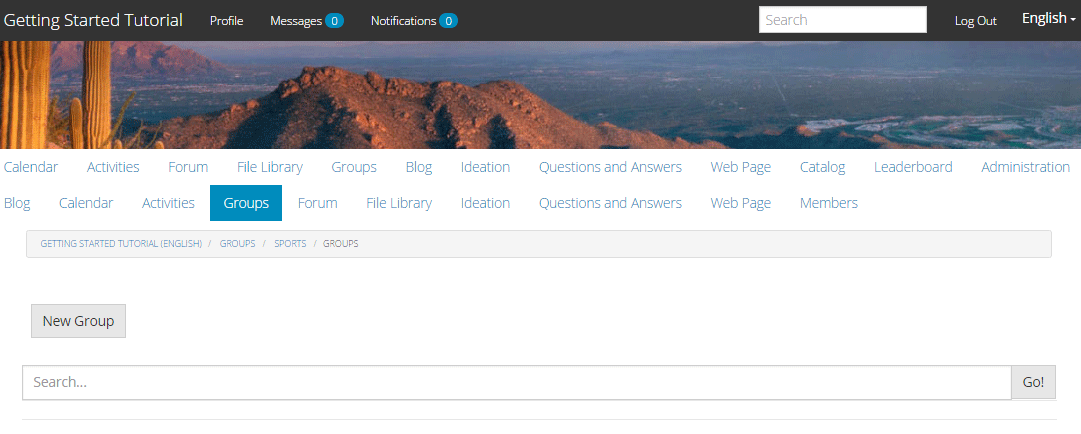 Getting Started Tutorial Profile Messages 0 Notifications 0 Search Log Out English
Calendar Activities Forum File Library Groups Blog Ideation Questions and Answers Web Page Catalog Leaderboard Administration
Blog Calendar Activities Groups Forum File Library Ideation Questions and Answers Web Page Members
GETTING STARTED TUTORIAL (ENGLISH) / GROUPS / SPORTS / GROUPS
New Group
Search... Go!